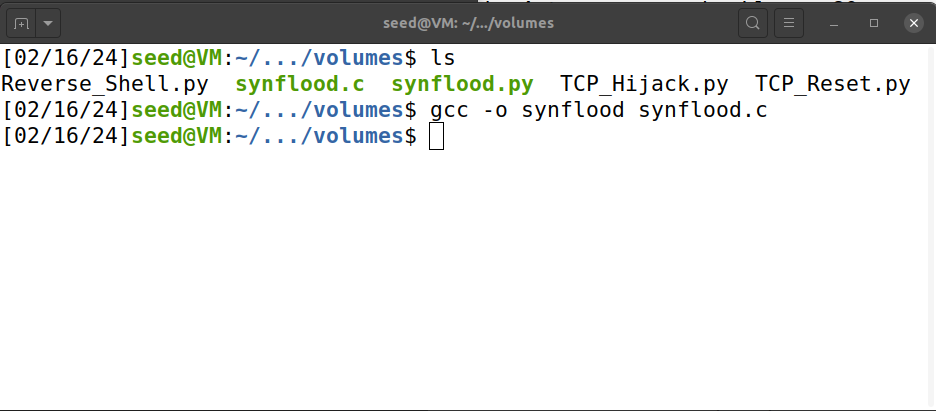 seed@VM: ~/.../volumes
[02/16/24]seed@VM:~/.../volumes$ ls
Reverse_Shell.py synflood.c synflood.py TCP_Hijack.py TCP_Reset.py
[02/16/24]seed@VM:~/.../volumes$ gcc -o synflood synflood.c
[02/16/24]seed@VM:~/.../volumes$